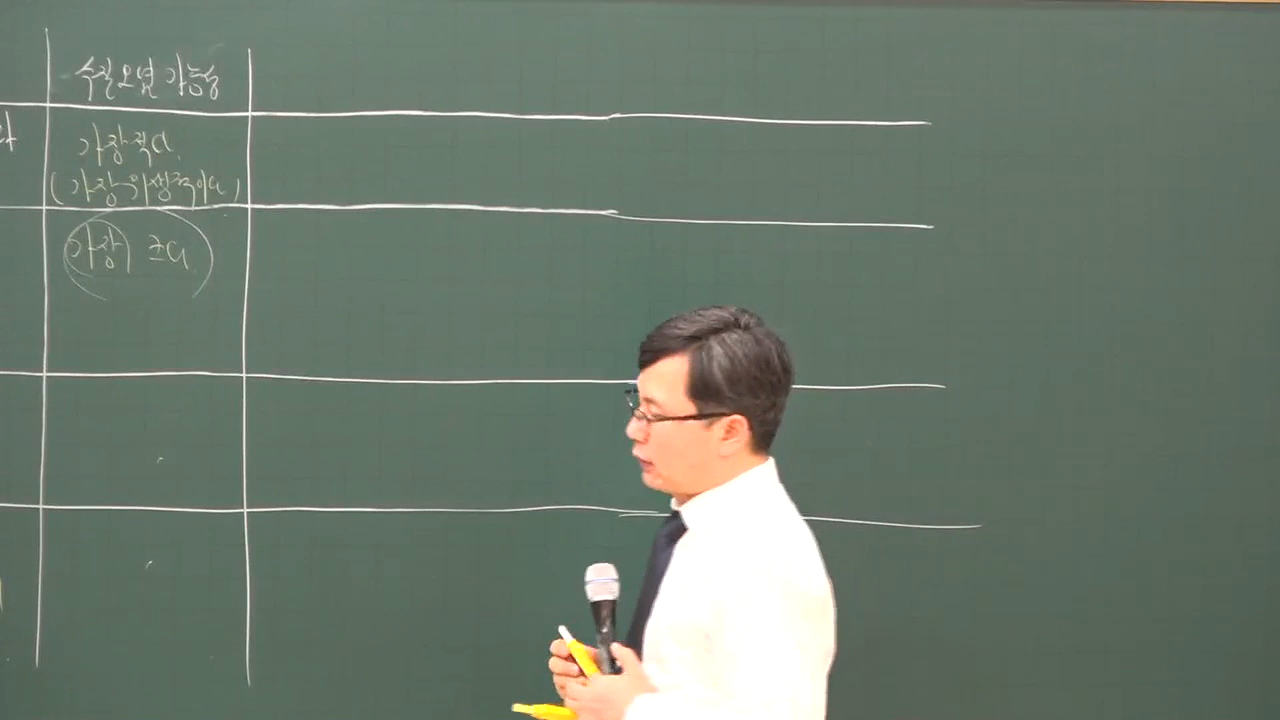 수질오염 가능성
다
가장 적다.
(가장 위생적이다)
가장 크다.